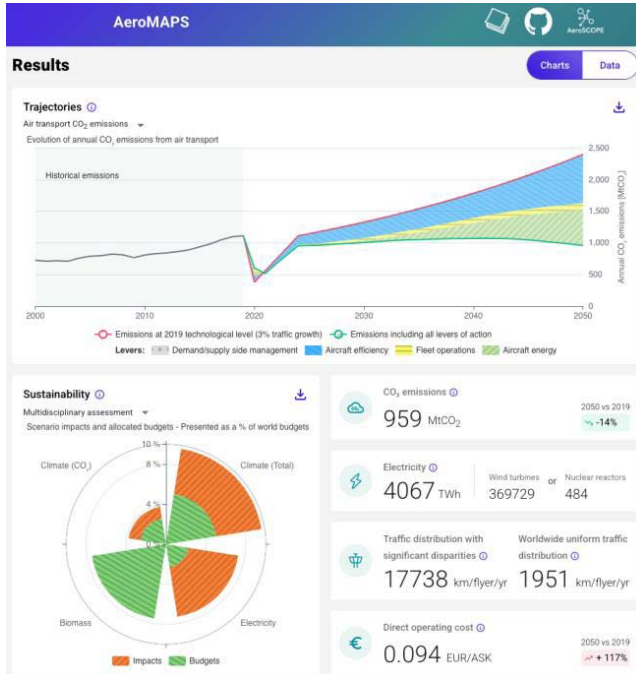 AeroMAPS
AeroSCOPE
Results
Charts
Data
Trajectories
Air transport CO₂ emissions
Evolution of annual CO₂ emissions from air transport
Historical emissions
2,500
2,000
1,500
1,000
500
0
Annual CO₂ emissions [MtCO₂]
2000 2010 2020 2030 2040 2050
Emissions at 2019 technological level (3% traffic growth) Emissions including all levers of action
Levers: Demand/supply side management Aircraft efficiency Fleet operations Aircraft energy
Sustainability
Multidisciplinary assessment
Scenario impacts and allocated budgets - Presented as a % of world budgets
10 %
8 %
4 %
Climate (CO₂) Climate (Total)
Biomass Electricity
Impacts Budgets
CO₂ emissions
959 MtCO₂
2050 vs 2019
-14%
Electricity
4067 TWh
Wind turbines or Nuclear reactors
369729 484
Traffic distribution with significant disparities
17738 km/flyer/yr
Worldwide uniform traffic distribution
1951 km/flyer/yr
Direct operating cost
0.094 EUR/ASK
2050 vs 2019
+ 117%